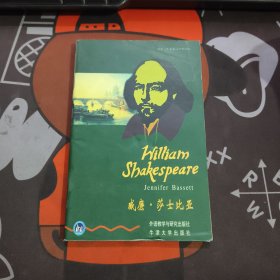 William
Shakespeare
Jennifer Bassett
威廉·莎士比亚
外语教学与研究出版社
牛津大学出版社